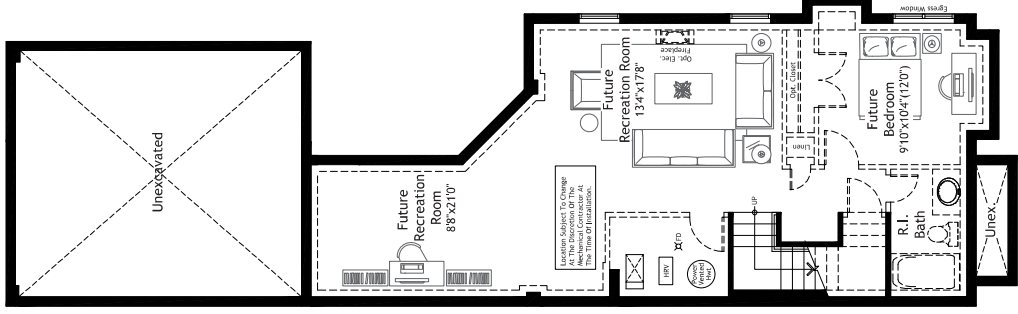 Unexcavated
Future
Recreation
Room
8'8"x21'0"
Location Subject To Change
At The Discretion Of The
Mechanical Contractor At
The Time Of Installation.
Future
Recreation Room
13'4"x17'8"
Opt. Elec.
Fireplace
Opt. Closet
Linen
Egress Window
Future
Bedroom
9'10"x10'4"(12'0")
UP
FD
HRV
Power
Vented
Hwt
R.I.
Bath
Unex.